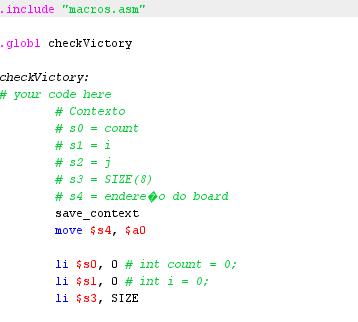 .include "macros.asm"
.globl checkVictory
checkVictory:
# your code here
# Contexto
# s0 = count
# s1 = i
# s2 = j
# s3 = SIZE(8)
# s4 = endere�o do board
save_context
move $s4, $a0
li $s0, 0 # int count = 0;
li $s1, 0 # int i = 0;
li $s3, SIZE